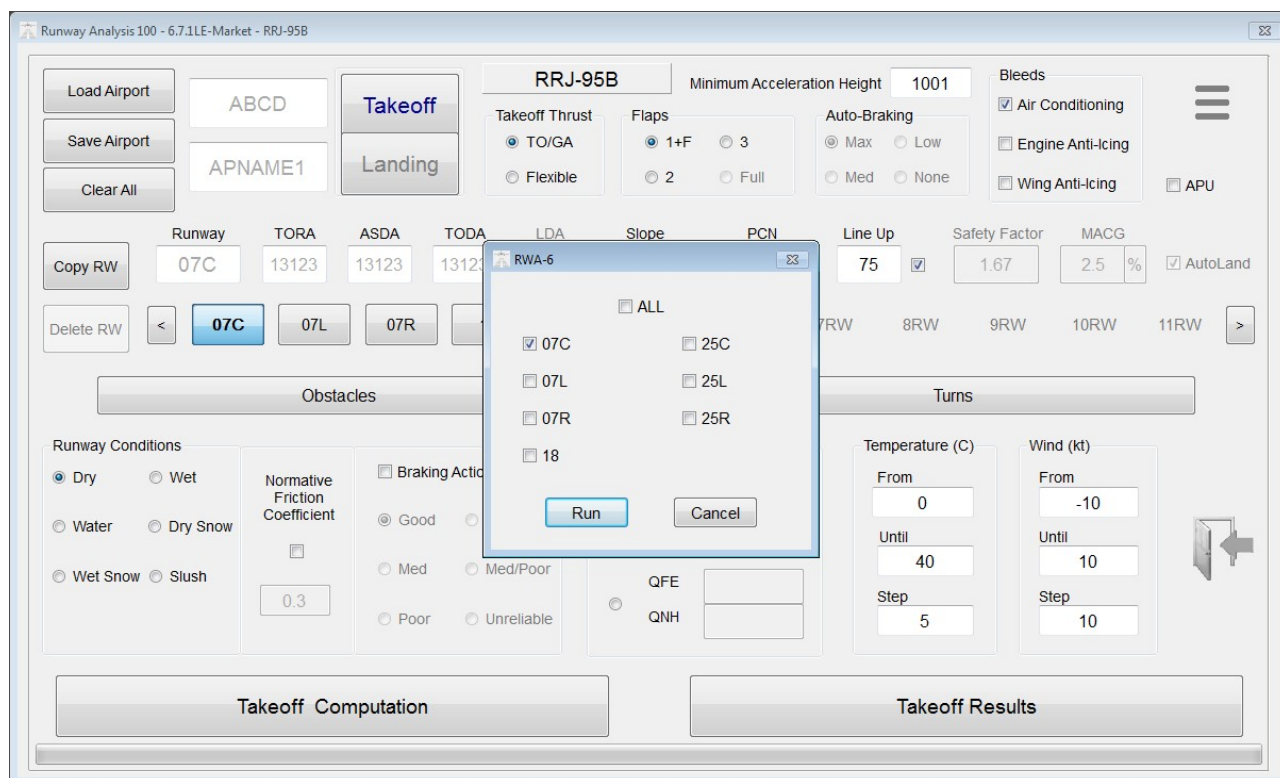 Runway Analysis 100 - 6.7.1LE-Market - RRJ-95B
Load Airport
Save Airport
Clear All
ABCD
APNAME1
Takeoff
Landing
RRJ-95B
Minimum Acceleration Height 1001
Takeoff Thrust
TO/GA
Flexible
Flaps
1+F 3
2 Full
Auto-Braking
Max Low
Med None
Bleeds
Air Conditioning
Engine Anti-Icing
Wing Anti-Icing
APU
Runway TORA ASDA TODA LDA Slope PCN Line Up Safety Factor MACG
Copy RW 07C 13123 13123 13123 75 1.67 2.5 % AutoLand
Delete RW < 07C 07L 07R 8RW 9RW 10RW 11RW >
RWA-6
ALL
07C 25C
07L 25L
07R 25R
18
Run Cancel
Obstacles
Turns
Runway Conditions
Dry Wet
Water Dry Snow
Wet Snow Slush
Normative
Friction
Coefficient
0.3
Good
Med Med/Poor
Poor Unreliable
QFE
QNH
Temperature (C)
From
0
Until
40
Step
5
Wind (kt)
From
-10
Until
10
Step
10
Takeoff Computation
Takeoff Results